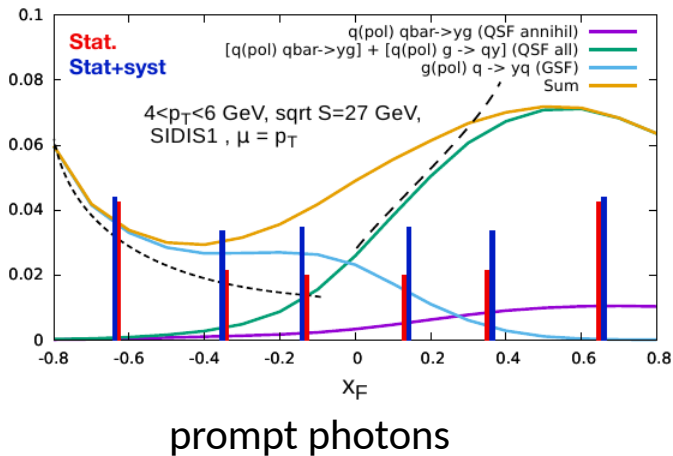 0.1
0.08
0.06
0.04
0.02
0
Stat.
Stat+syst
q(pol) qbar->yg (QSF annihil)
[q(pol) qbar->yg] + [q(pol) g -> qy] (QSF all)
g(pol) q -> yq (GSF)
Sum
4<pT<6 GeV, sqrt S=27 GeV,
SIDIS1 , μ = pT
-0.8 -0.6 -0.4 -0.2 0 0.2 0.4 0.6 0.8
xF
prompt photons